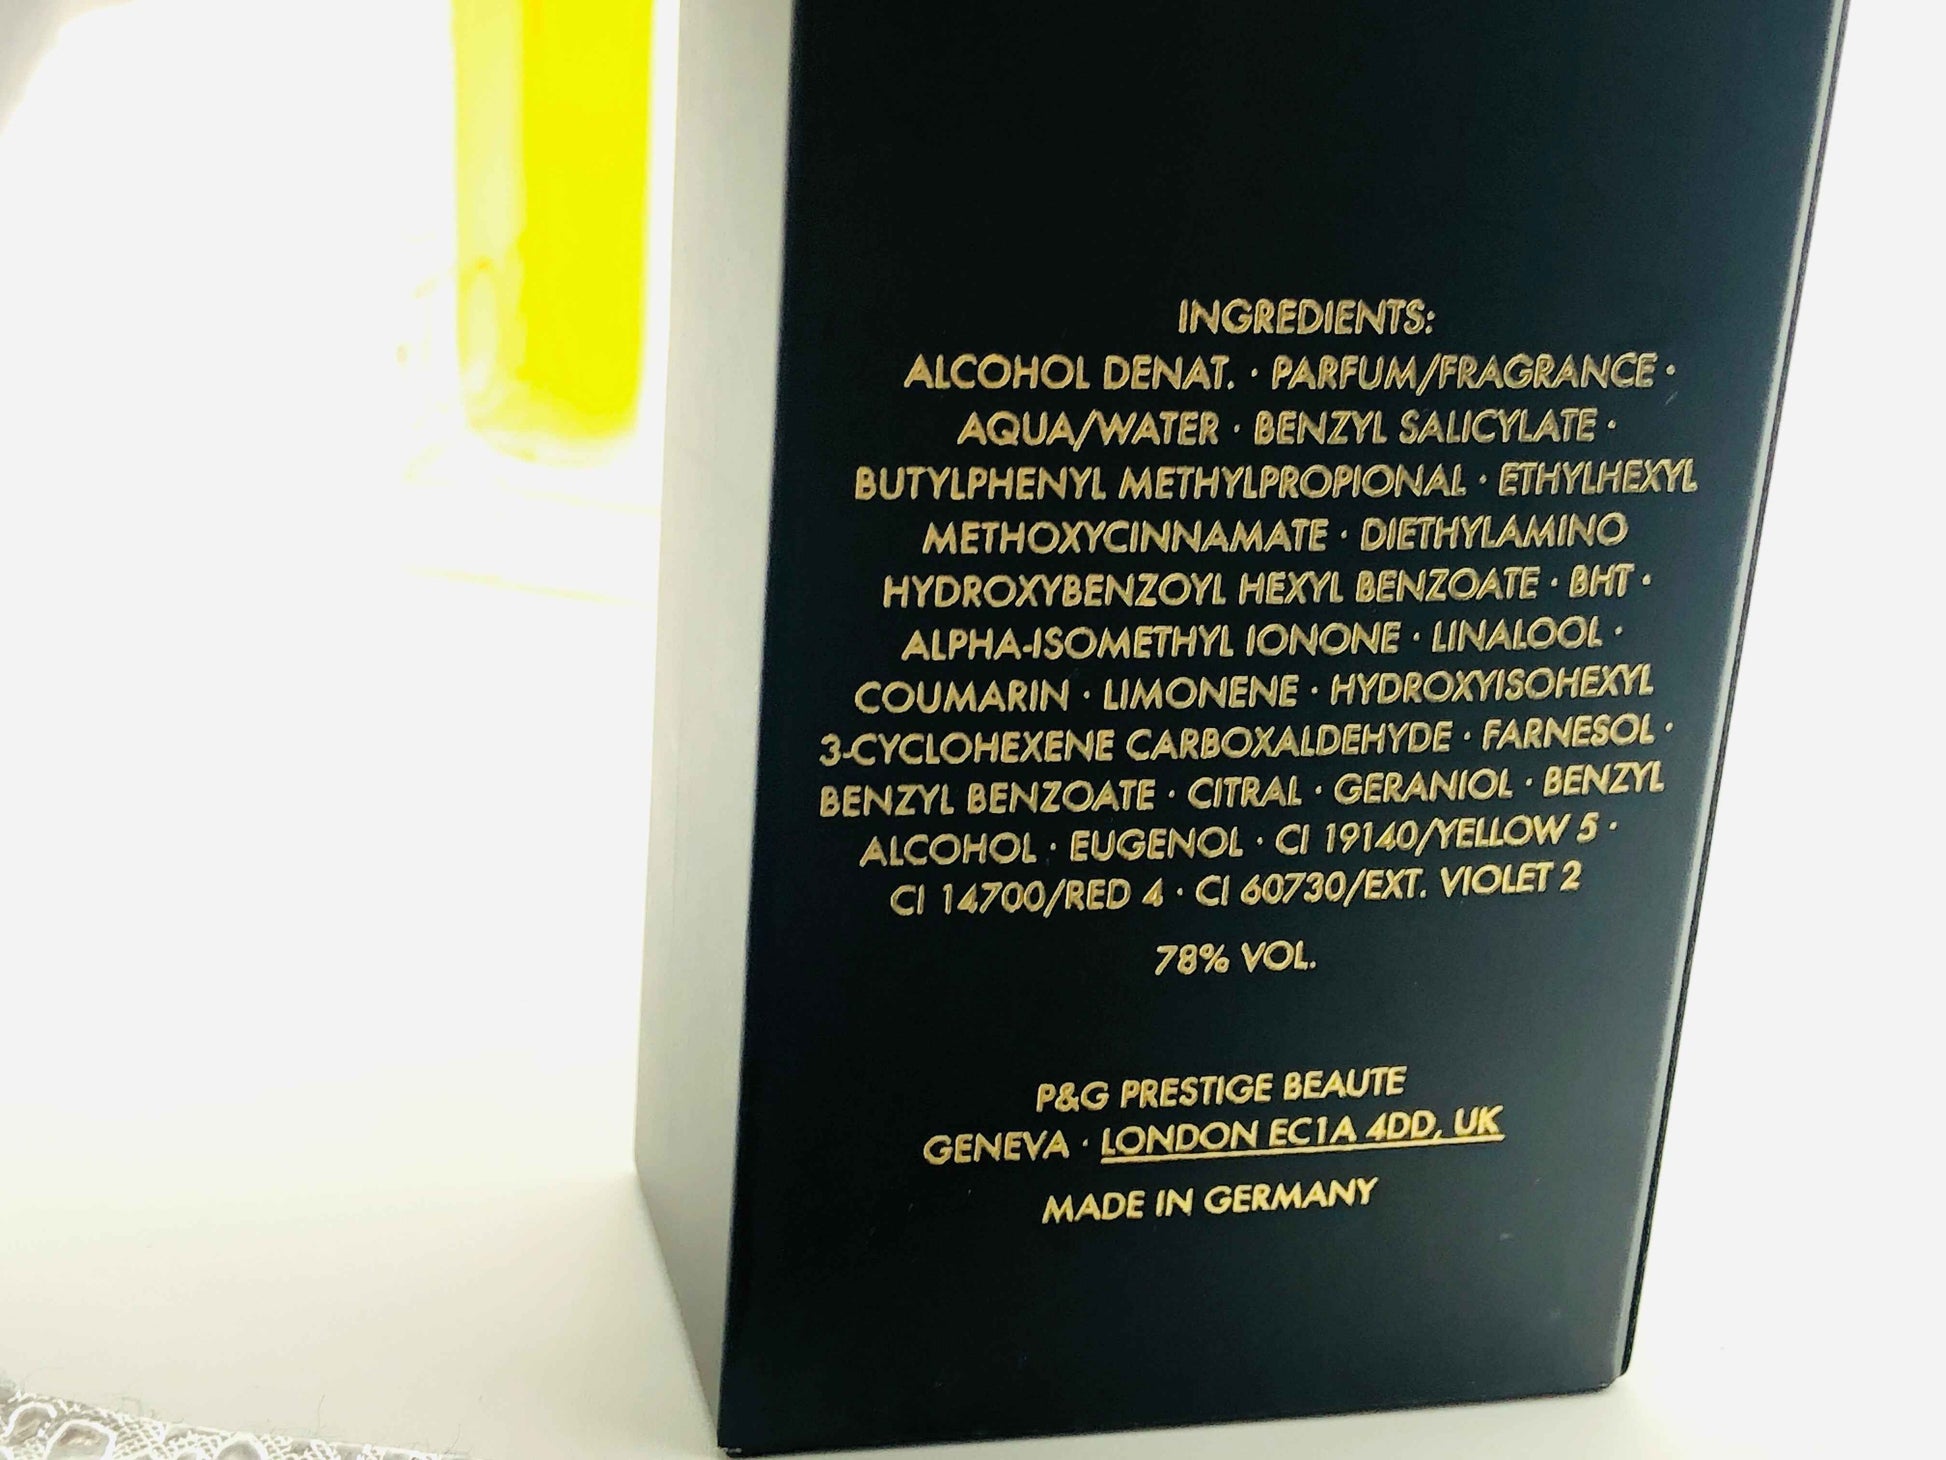 INGREDIENTS:
ALCOHOL DENAT. · PARFUM/FRAGRANCE ·
AQUA/WATER · BENZYL SALICYLATE ·
BUTYLPHENYL METHYLPROPIONAL · ETHYLHEXYL
METHOXYCINNAMATE · DIETHYLAMINO
HYDROXYBENZOYL HEXYL BENZOATE · BHT ·
ALPHA-ISOMETHYL IONONE · LINALOOL ·
COUMARIN · LIMONENE · HYDROXYISOHEXYL
3-CYCLOHEXENE CARBOXALDEHYDE · FARNESOL ·
BENZYL BENZOATE · CITRAL · GERANIOL · BENZYL
ALCOHOL · EUGENOL · CI 19140/YELLOW 5 ·
CI 14700/RED 4 · CI 60730/EXT. VIOLET 2
78% VOL.
P&G PRESTIGE BEAUTE
GENEVA · LONDON EC1A 4DD, UK
MADE IN GERMANY